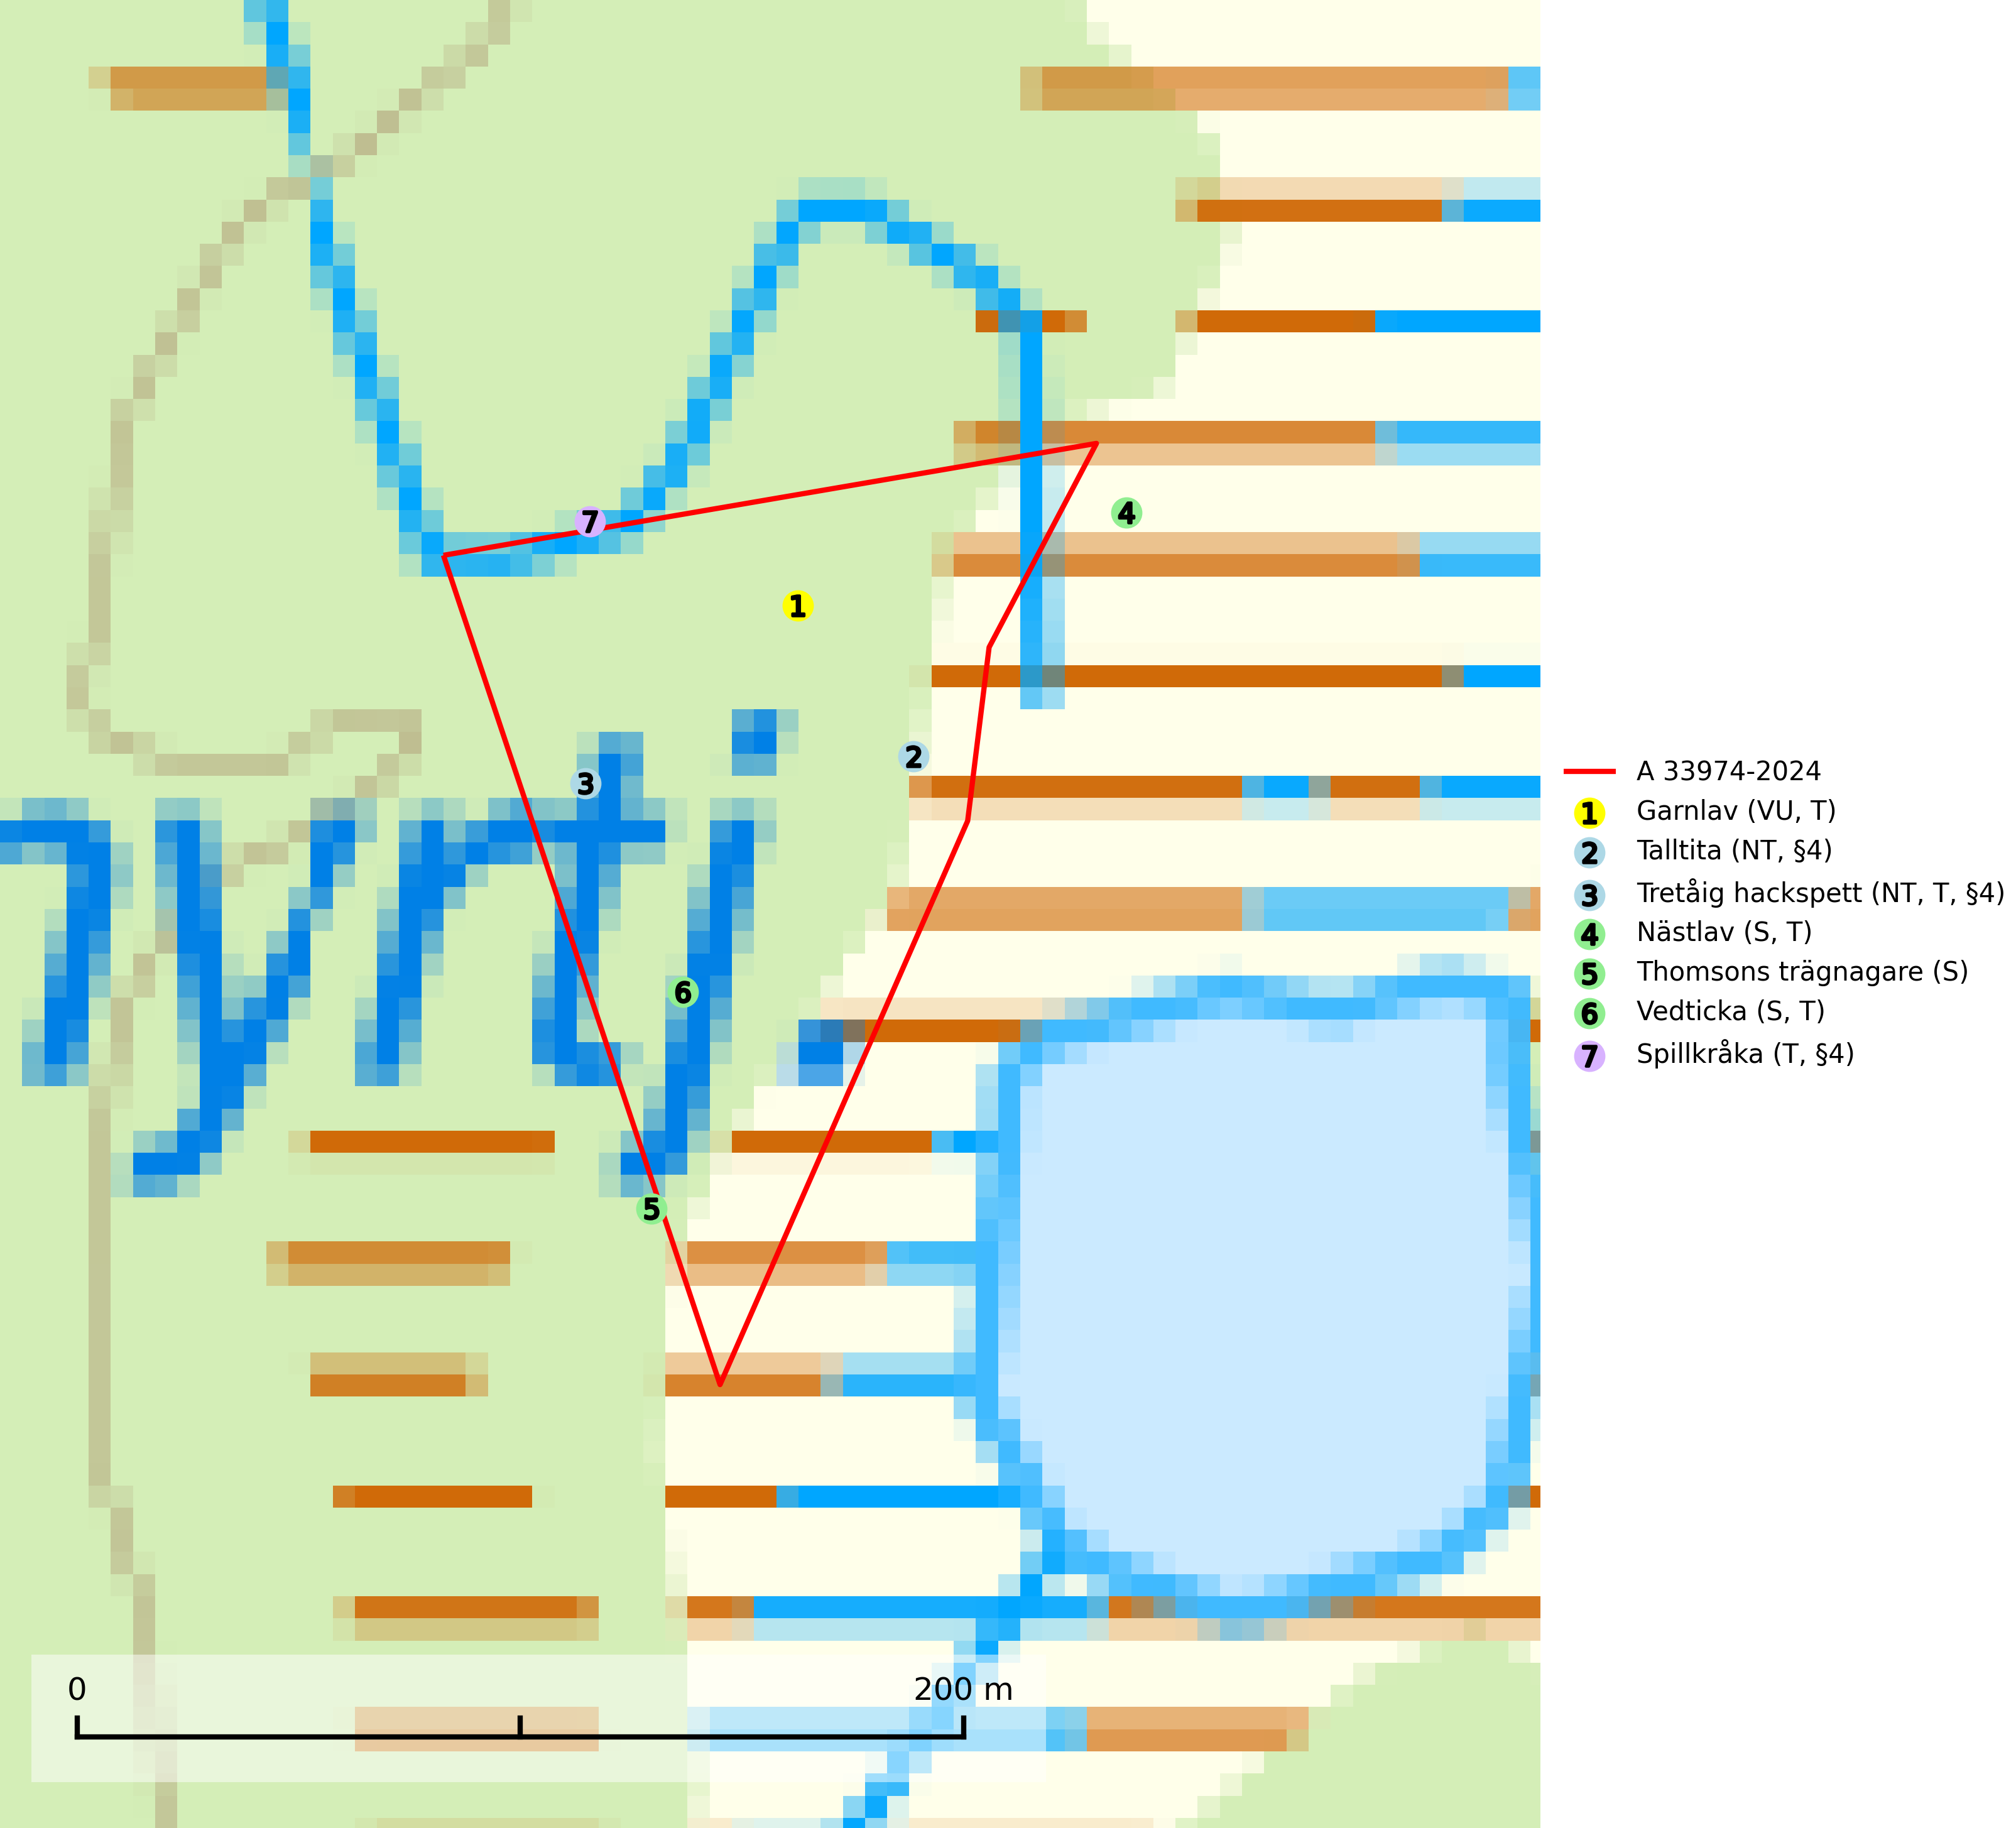 7
4
1
2
3
6
5
0 200 m
A 33974-2024
1 Garnlav (VU, T)
2 Talltita (NT, §4)
3 Tretåig hackspett (NT, T, §4)
4 Nästlav (S, T)
5 Thomsons trägnagare (S)
6 Vedticka (S, T)
7 Spillkråka (T, §4)